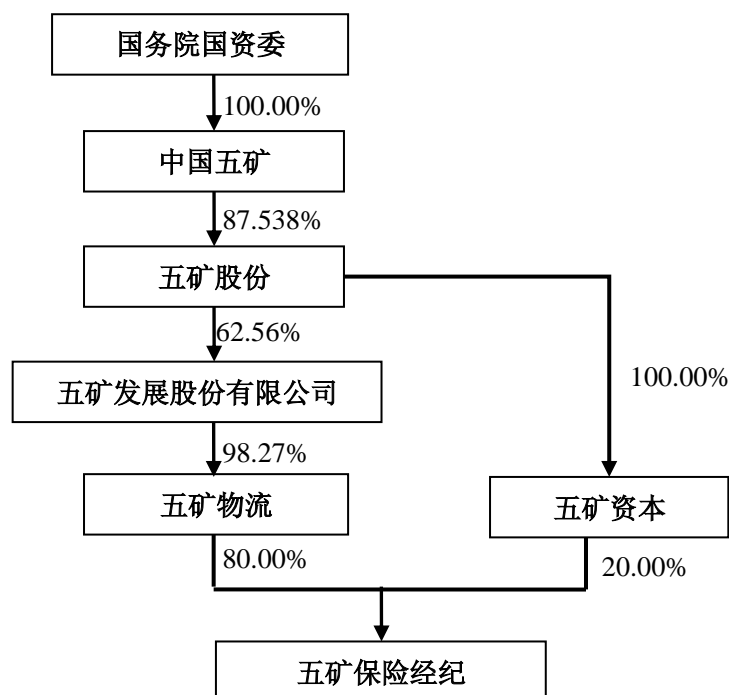 国务院国资委
100.00%
中国五矿
87.538%
五矿股份
62.56%
五矿发展股份有限公司
100.00%
98.27%
五矿物流
五矿资本
80.00%
20.00%
五矿保险经纪